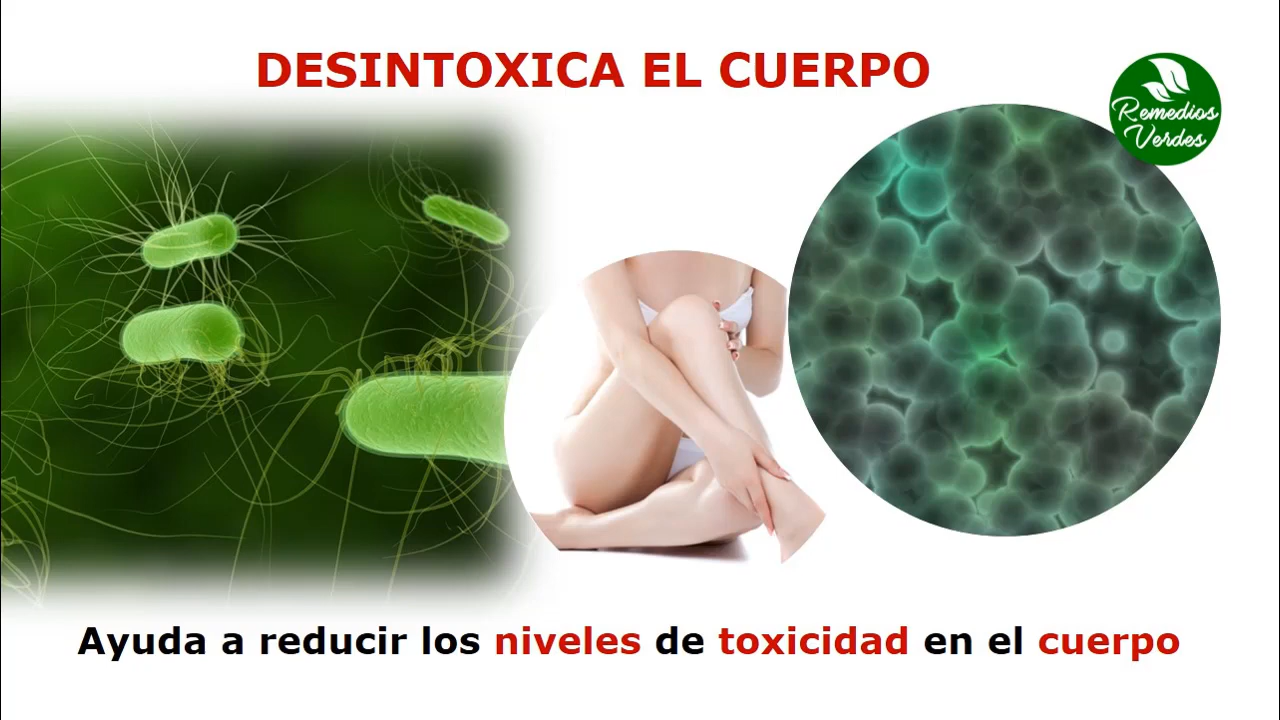 DESINTOXICA EL CUERPO
Remedios
Verdes
Ayuda a reducir los niveles de toxicidad en el cuerpo